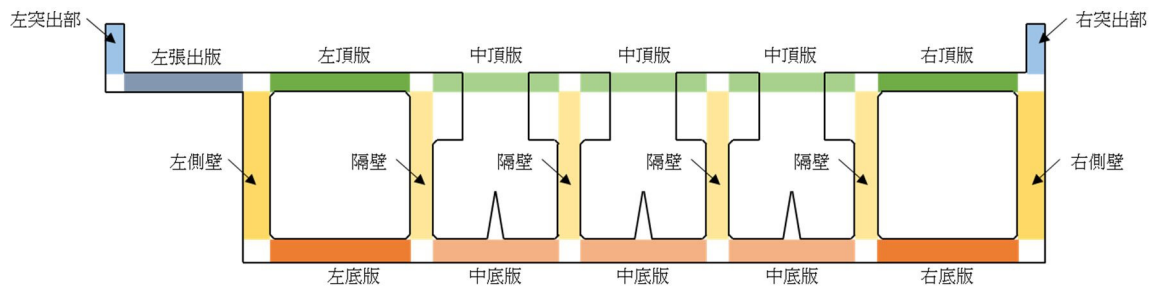 左突出部
右突出部
左張出版
左頂版
中頂版
中頂版
中頂版
右頂版
左側壁
隔壁
隔壁
隔壁
隔壁
右側壁
左底版
中底版
中底版
中底版
右底版